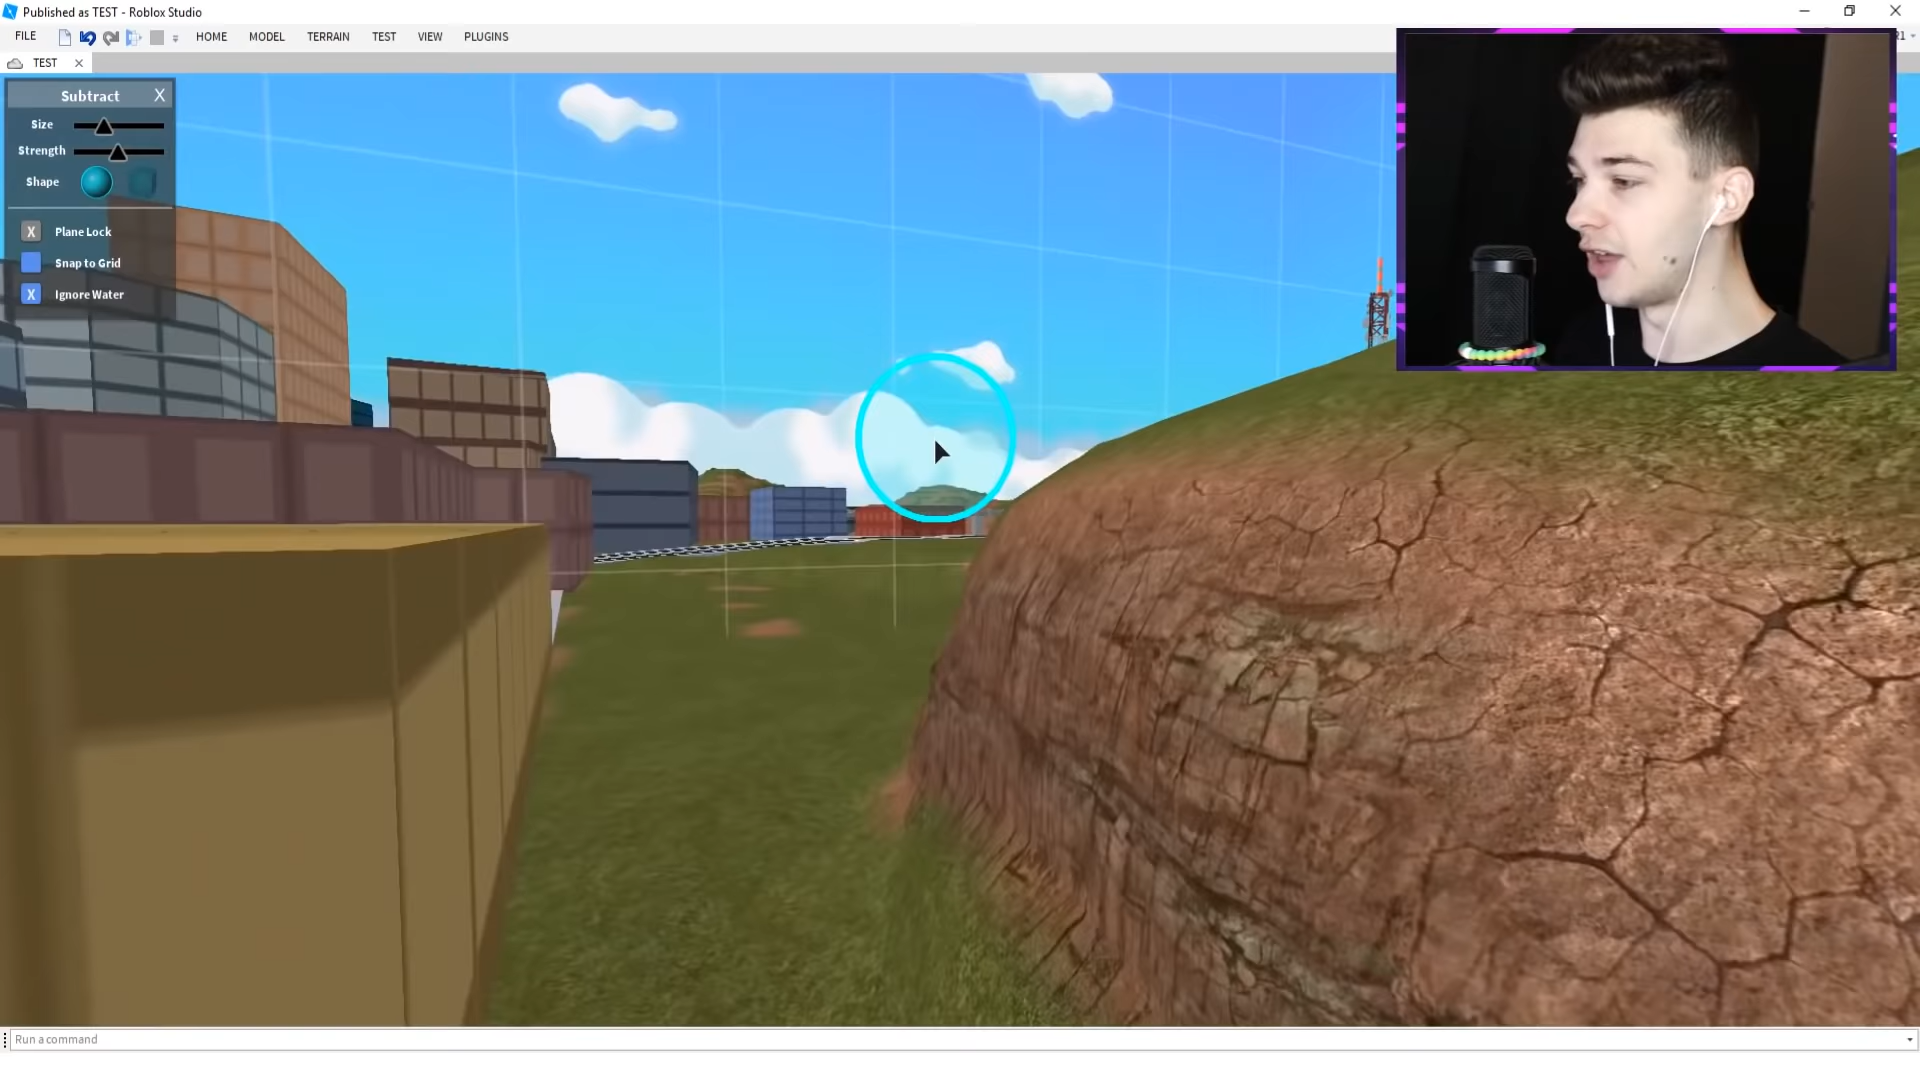 Published as TEST - Roblox Studio
FILE HOME MODEL TERRAIN TEST VIEW PLUGINS
TEST
Subtract X
Size
Strength
Shape
X Plane Lock
Snap to Grid
X Ignore Water
Run a command